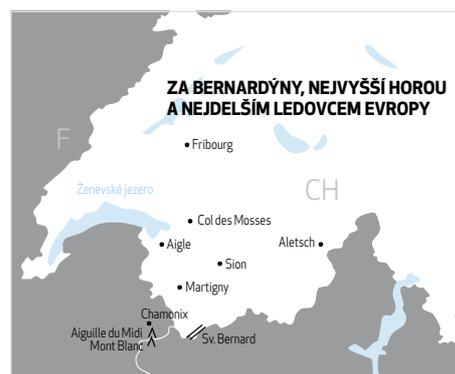 ZA BERNARDÝNY, NEJVYŠŠÍ HOROU
A NEJDELŠÍM LEDOVCEM EVROPY
F
Fribourg
Ženevské jezero
CH
Col des Mosses
Aigle
Aletsch
Sion
Martigny
Chamonix
Aiguille du Midi
Mont Blanc
Sv. Bernard